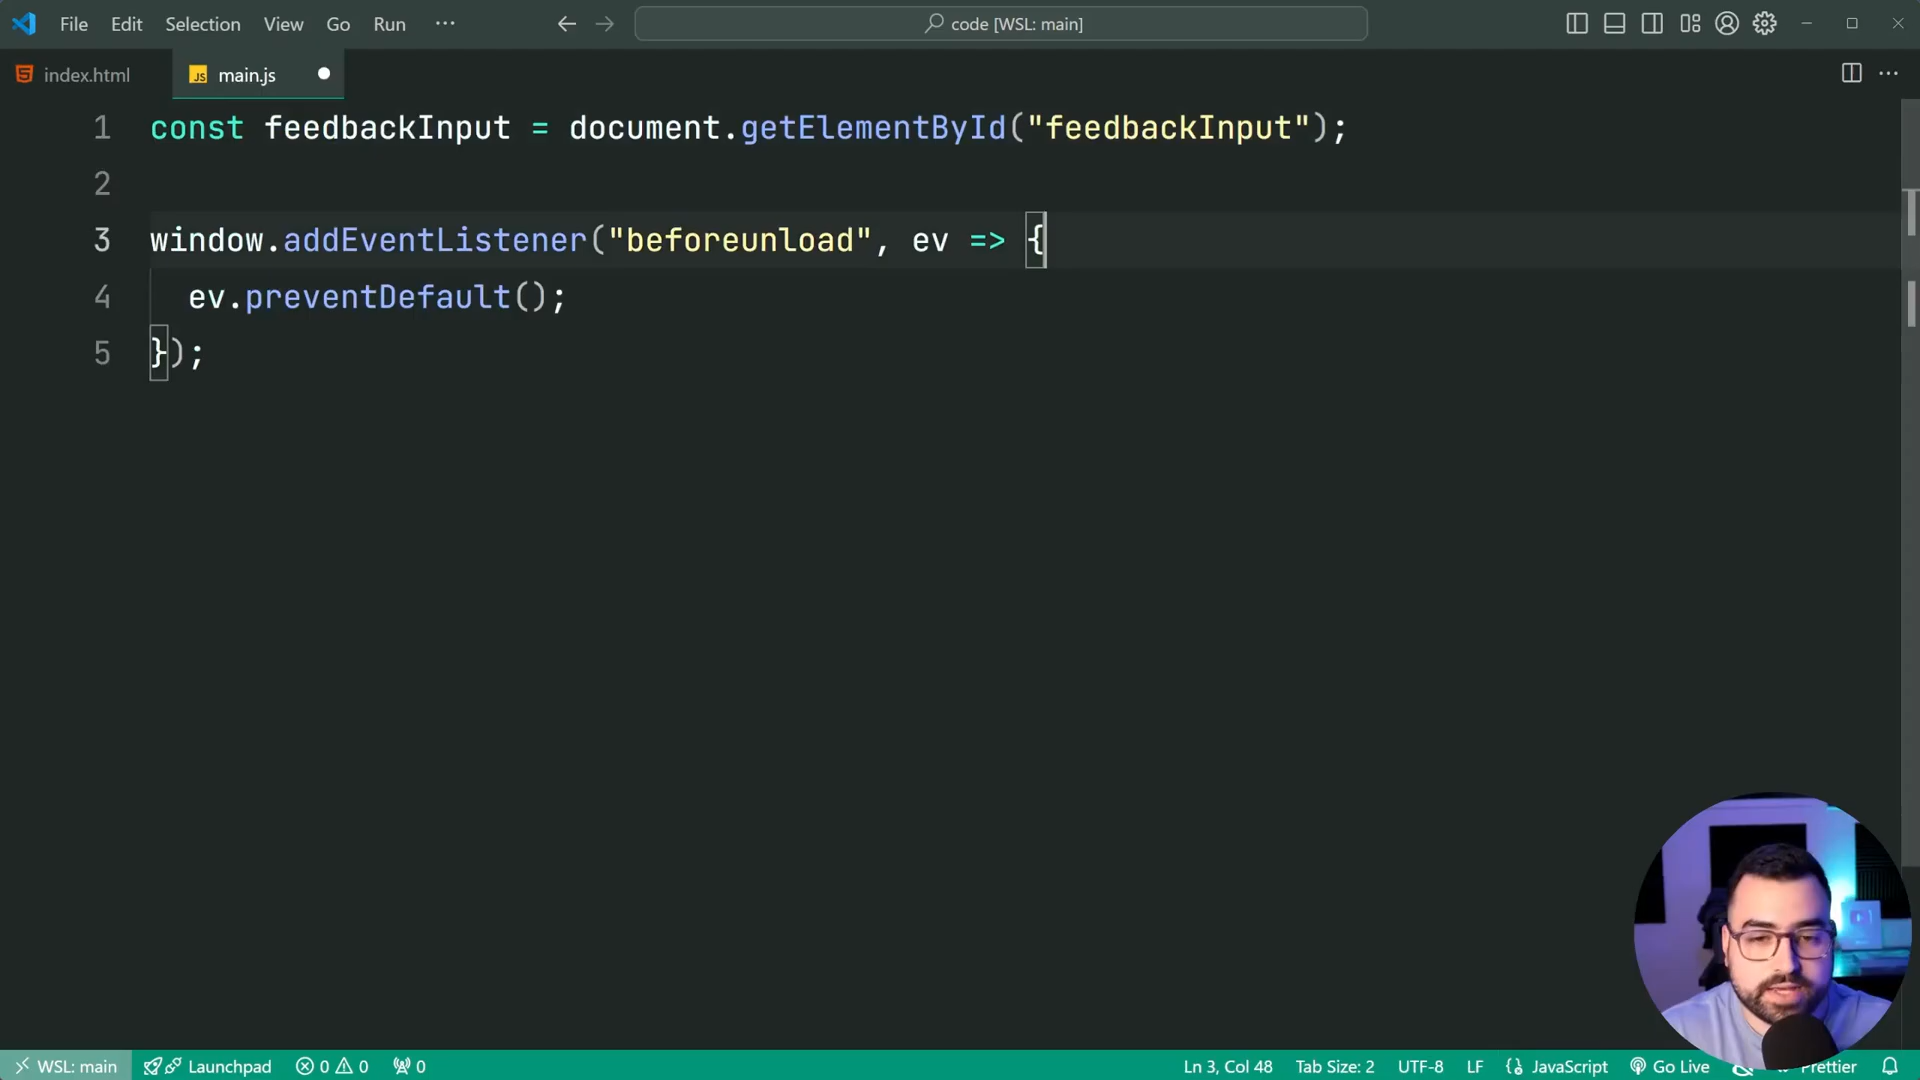 File Edit Selection View Go Run ··· code [WSL: main]
index.html JS main.js
1 const feedbackInput = document.getElementById("feedbackInput");
2
3 window.addEventListener("beforeunload", ev => {
4 ev.preventDefault();
5 });
WSL: main Launchpad 0 0 0 Ln 3, Col 48 Tab Size: 2 UTF-8 LF {} JavaScript Go Live Prettier